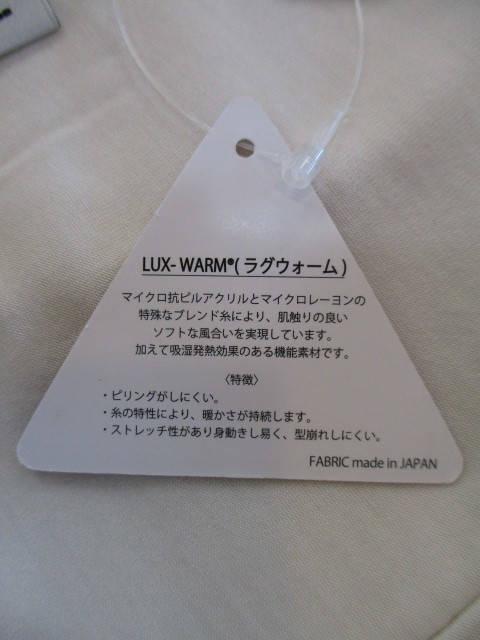 LUX- WARM®( ラグウォーム )
マイクロ抗ピルアクリルとマイクロレーヨンの
特殊なブレンド糸により、肌触りの良い
ソフトな風合いを実現しています。
加えて吸湿発熱効果のある機能素材です。
〈特徴〉
・ピリングがしにくい。
・糸の特性により、暖かさが持続します。
・ストレッチ性があり身動きし易く、型崩れしにくい。
FABRIC made in JAPAN